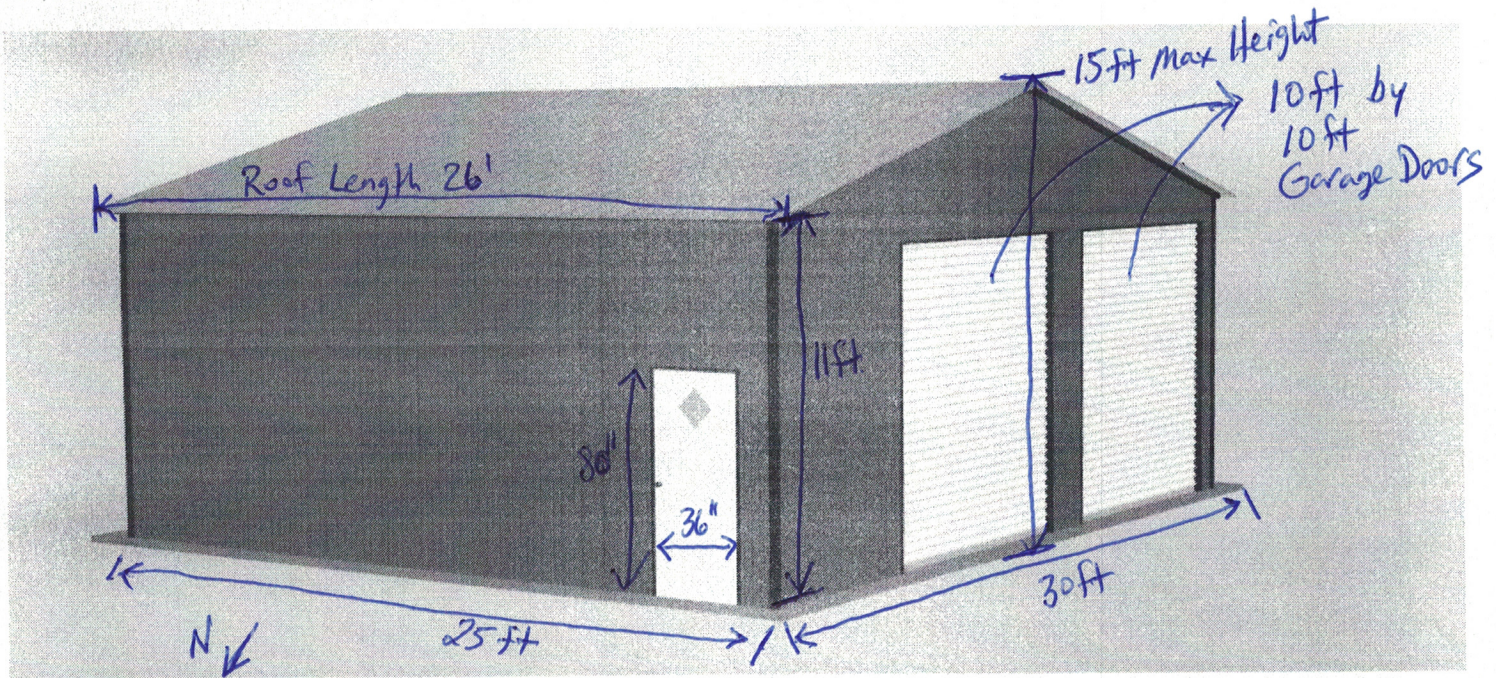 15ft Max Height
10ft by
10ft
Garage Doors
Roof Length 26'
11ft
80"
36"
30ft
25ft
N